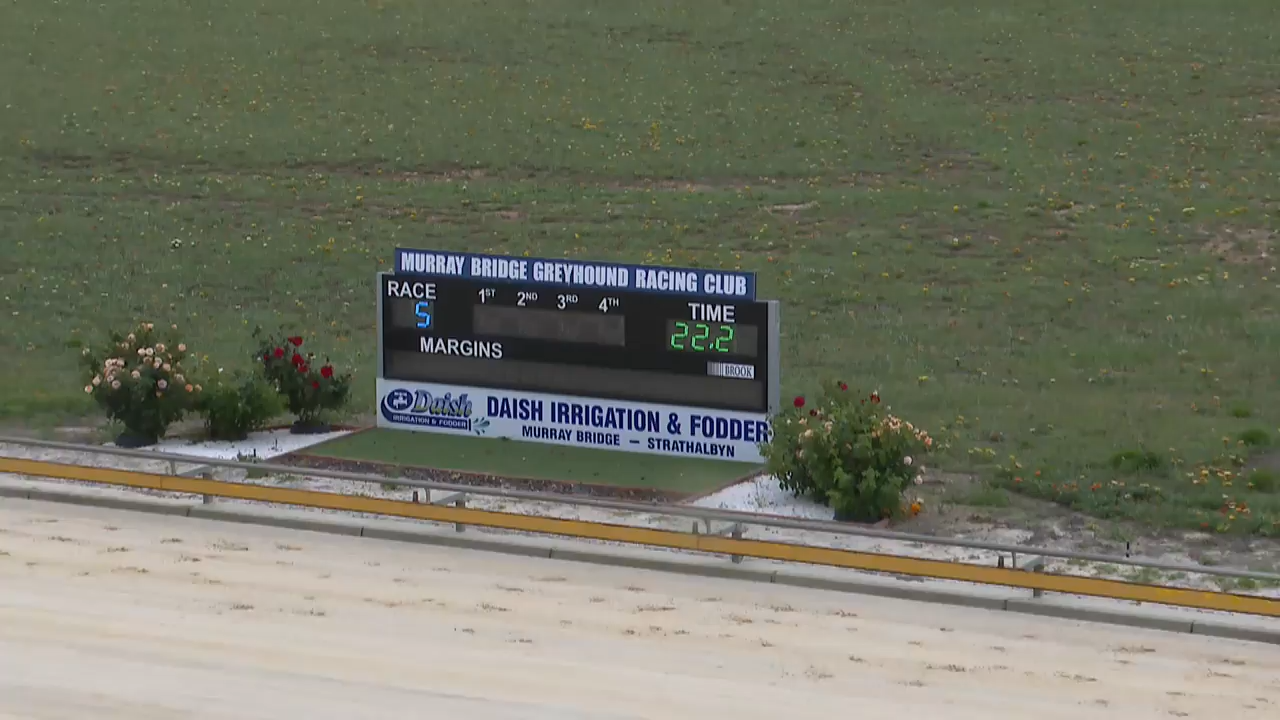 MURRAY BRIDGE GREYHOUND RACING CLUB
RACE 1ST 2ND 3RD 4TH TIME
5 22.2
MARGINS
BROOK
Daish
IRRIGATION & FODDER
DAISH IRRIGATION & FODDER
MURRAY BRIDGE – STRATHALBYN